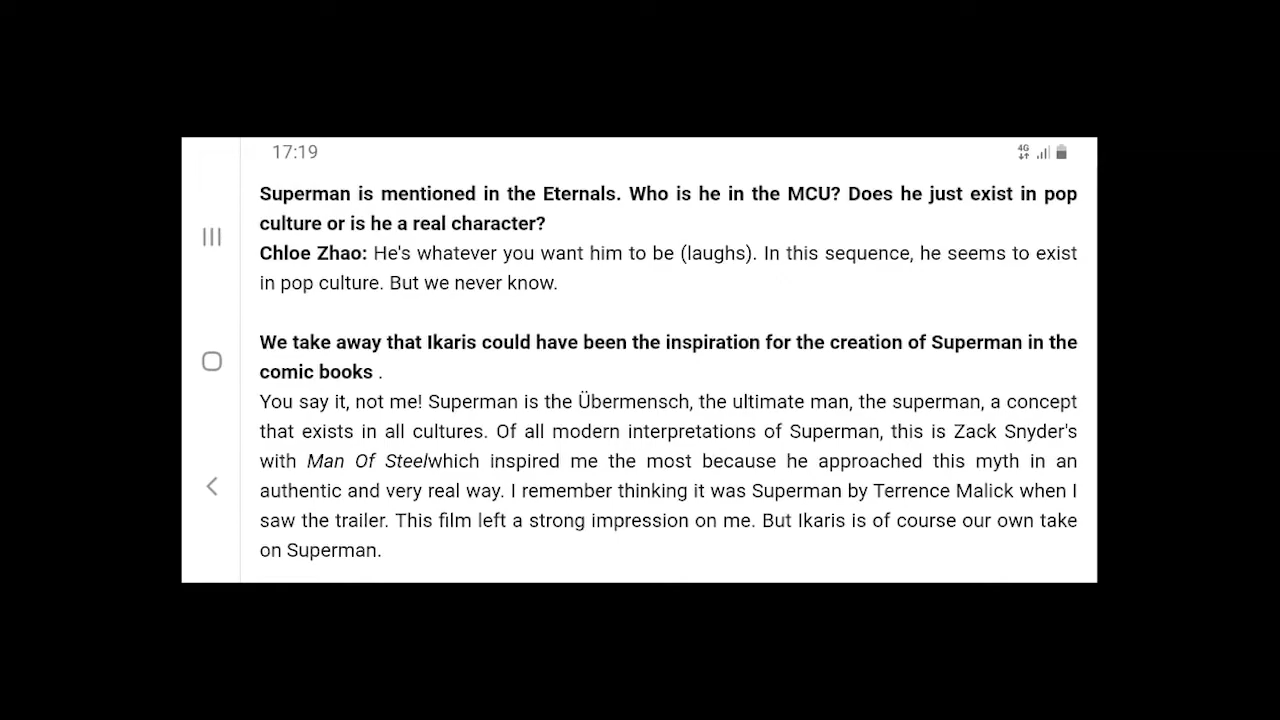 17:19
4G
Superman is mentioned in the Eternals. Who is he in the MCU? Does he just exist in pop
culture or is he a real character?
Chloe Zhao: He's whatever you want him to be (laughs). In this sequence, he seems to exist
in pop culture. But we never know.
We take away that Ikaris could have been the inspiration for the creation of Superman in the
comic books .
You say it, not me! Superman is the Übermensch, the ultimate man, the superman, a concept
that exists in all cultures. Of all modern interpretations of Superman, this is Zack Snyder's
with Man Of Steelwhich inspired me the most because he approached this myth in an
authentic and very real way. I remember thinking it was Superman by Terrence Malick when I
saw the trailer. This film left a strong impression on me. But Ikaris is of course our own take
on Superman.